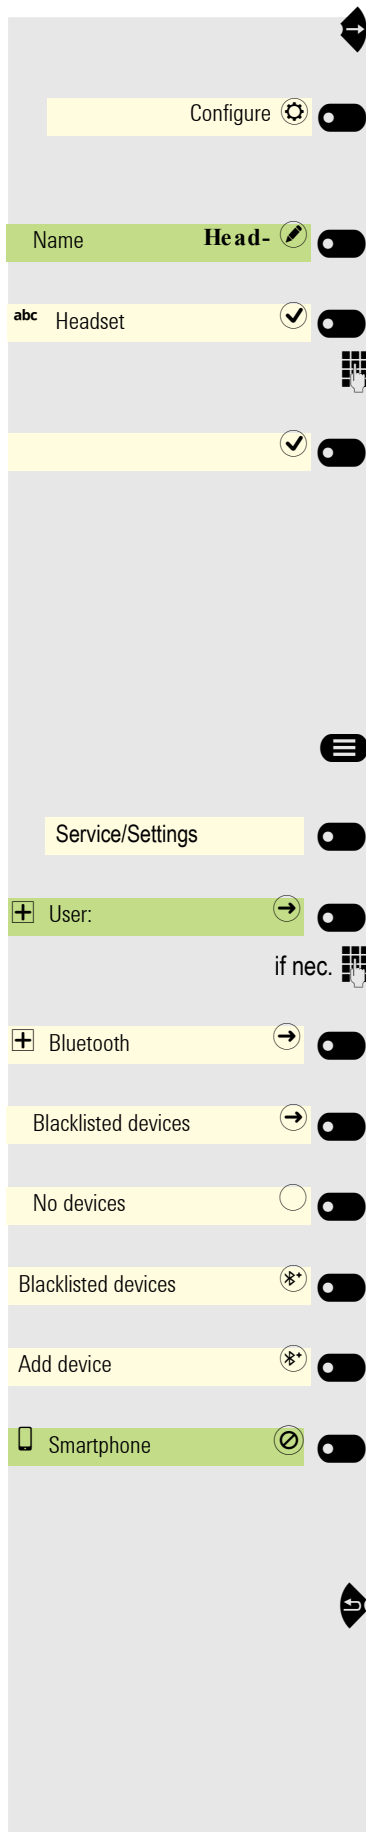 Configure
Name Head-
abc Headset
Service/Settings
User:
if nec.
Bluetooth
Blacklisted devices
No devices
Blacklisted devices
Add device
Smartphone